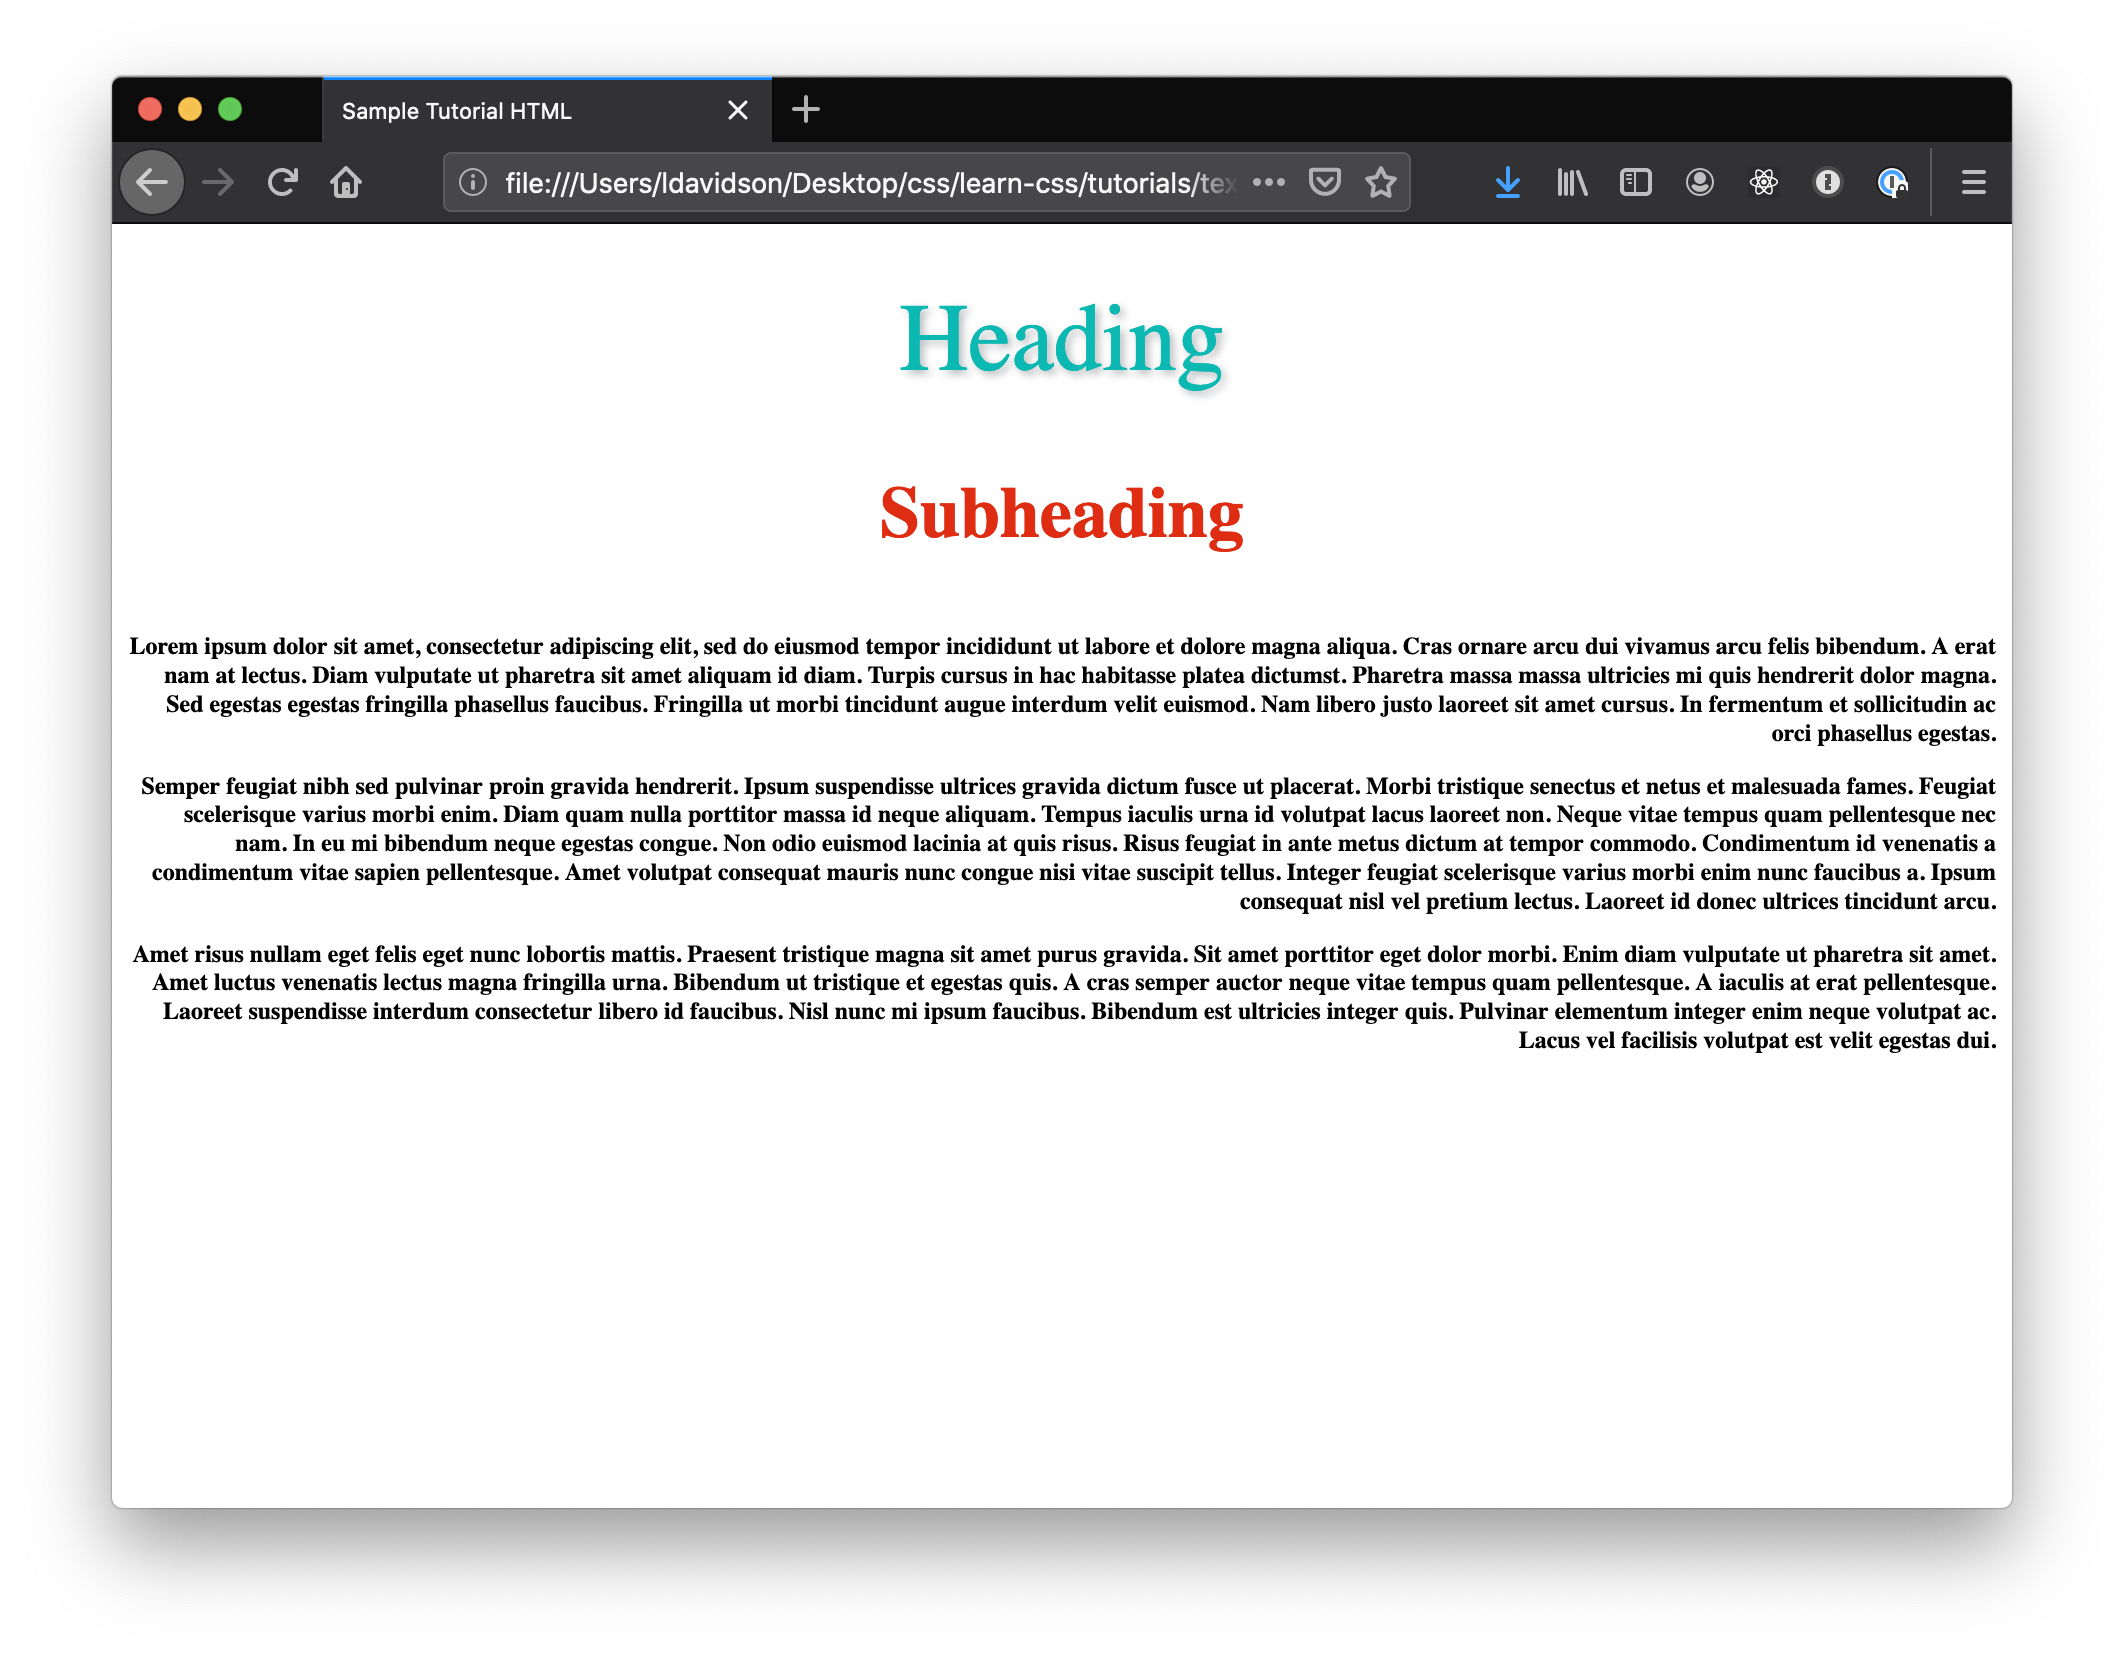 Sample Tutorial HTML
file:///Users/ldavidson/Desktop/css/learn-css/tutorials/tex
Heading
Subheading
Lorem ipsum dolor sit amet, consectetur adipiscing elit, sed do eiusmod tempor incididunt ut labore et dolore magna aliqua. Cras ornare arcu dui vivamus arcu felis bibendum. A erat
nam at lectus. Diam vulputate ut pharetra sit amet aliquam id diam. Turpis cursus in hac habitasse platea dictumst. Pharetra massa massa ultricies mi quis hendrerit dolor magna.
Sed egestas egestas fringilla phasellus faucibus. Fringilla ut morbi tincidunt augue interdum velit euismod. Nam libero justo laoreet sit amet cursus. In fermentum et sollicitudin ac
orci phasellus egestas.
Semper feugiat nibh sed pulvinar proin gravida hendrerit. Ipsum suspendisse ultrices gravida dictum fusce ut placerat. Morbi tristique senectus et netus et malesuada fames. Feugiat
scelerisque varius morbi enim. Diam quam nulla porttitor massa id neque aliquam. Tempus iaculis urna id volutpat lacus laoreet non. Neque vitae tempus quam pellentesque nec
nam. In eu mi bibendum neque egestas congue. Non odio euismod lacinia at quis risus. Risus feugiat in ante metus dictum at tempor commodo. Condimentum id venenatis a
condimentum vitae sapien pellentesque. Amet volutpat consequat mauris nunc congue nisi vitae suscipit tellus. Integer feugiat scelerisque varius morbi enim nunc faucibus a. Ipsum
consequat nisl vel pretium lectus. Laoreet id donec ultrices tincidunt arcu.
Amet risus nullam eget felis eget nunc lobortis mattis. Praesent tristique magna sit amet purus gravida. Sit amet porttitor eget dolor morbi. Enim diam vulputate ut pharetra sit amet.
Amet luctus venenatis lectus magna fringilla urna. Bibendum ut tristique et egestas quis. A cras semper auctor neque vitae tempus quam pellentesque. A iaculis at erat pellentesque.
Laoreet suspendisse interdum consectetur libero id faucibus. Nisl nunc mi ipsum faucibus. Bibendum est ultricies integer quis. Pulvinar elementum integer enim neque volutpat ac.
Lacus vel facilisis volutpat est velit egestas dui.